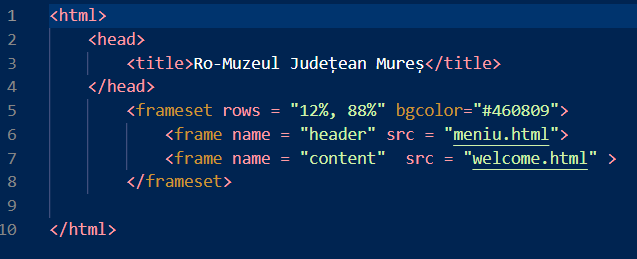 1 <html>
2 <head>
3 <title>Ro-Muzeul Județean Mureș</title>
4 </head>
5 <frameset rows = "12%, 88%" bgcolor="#460809">
6 <frame name = "header" src = "meniu.html">
7 <frame name = "content"  src = "welcome.html" >
8 </frameset>
9
10 </html>